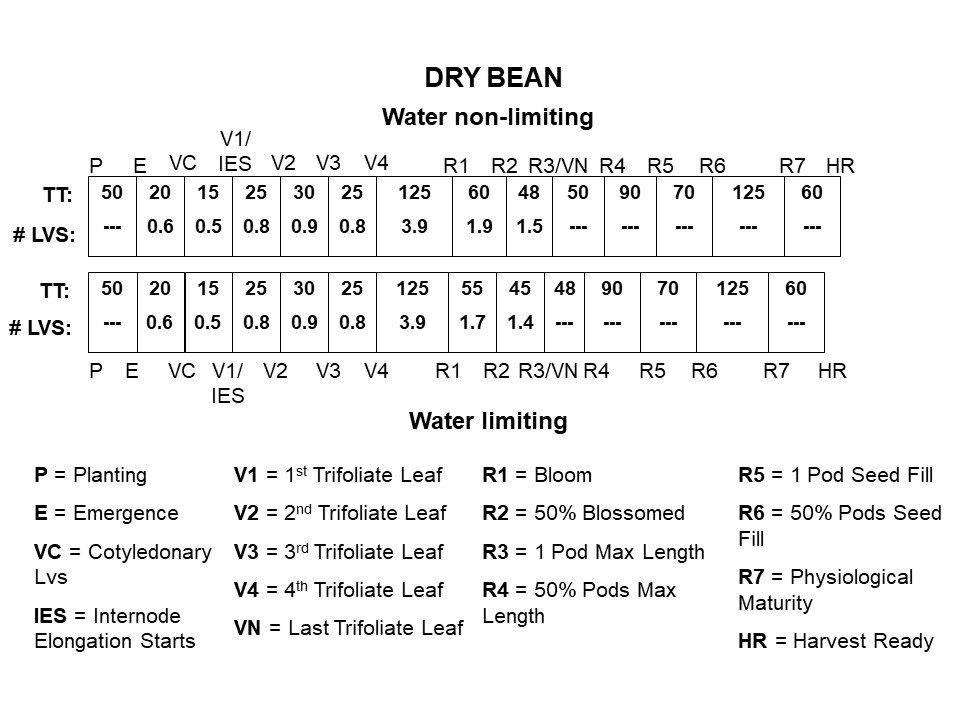 DRY BEAN
Water non-limiting
P E VC V1/ IES V2 V3 V4 R1 R2 R3/VN R4 R5 R6 R7 HR
TT: 50 20 15 25 30 25 125 60 48 50 90 70 125 60
# LVS: --- 0.6 0.5 0.8 0.9 0.8 3.9 1.9 1.5 --- --- --- --- ---
TT: 50 20 15 25 30 25 125 55 45 48 90 70 125 60
# LVS: --- 0.6 0.5 0.8 0.9 0.8 3.9 1.7 1.4 --- --- --- --- ---
P E VC V1/ IES V2 V3 V4 R1 R2 R3/VN R4 R5 R6 R7 HR
Water limiting
P = Planting
E = Emergence
VC = Cotyledonary
Lvs
IES = Internode
Elongation Starts
V1 = 1st Trifoliate Leaf
V2 = 2nd Trifoliate Leaf
V3 = 3rd Trifoliate Leaf
V4 = 4th Trifoliate Leaf
VN = Last Trifoliate Leaf
R1 = Bloom
R2 = 50% Blossomed
R3 = 1 Pod Max Length
R4 = 50% Pods Max
Length
R5 = 1 Pod Seed Fill
R6 = 50% Pods Seed
Fill
R7 = Physiological
Maturity
HR = Harvest Ready